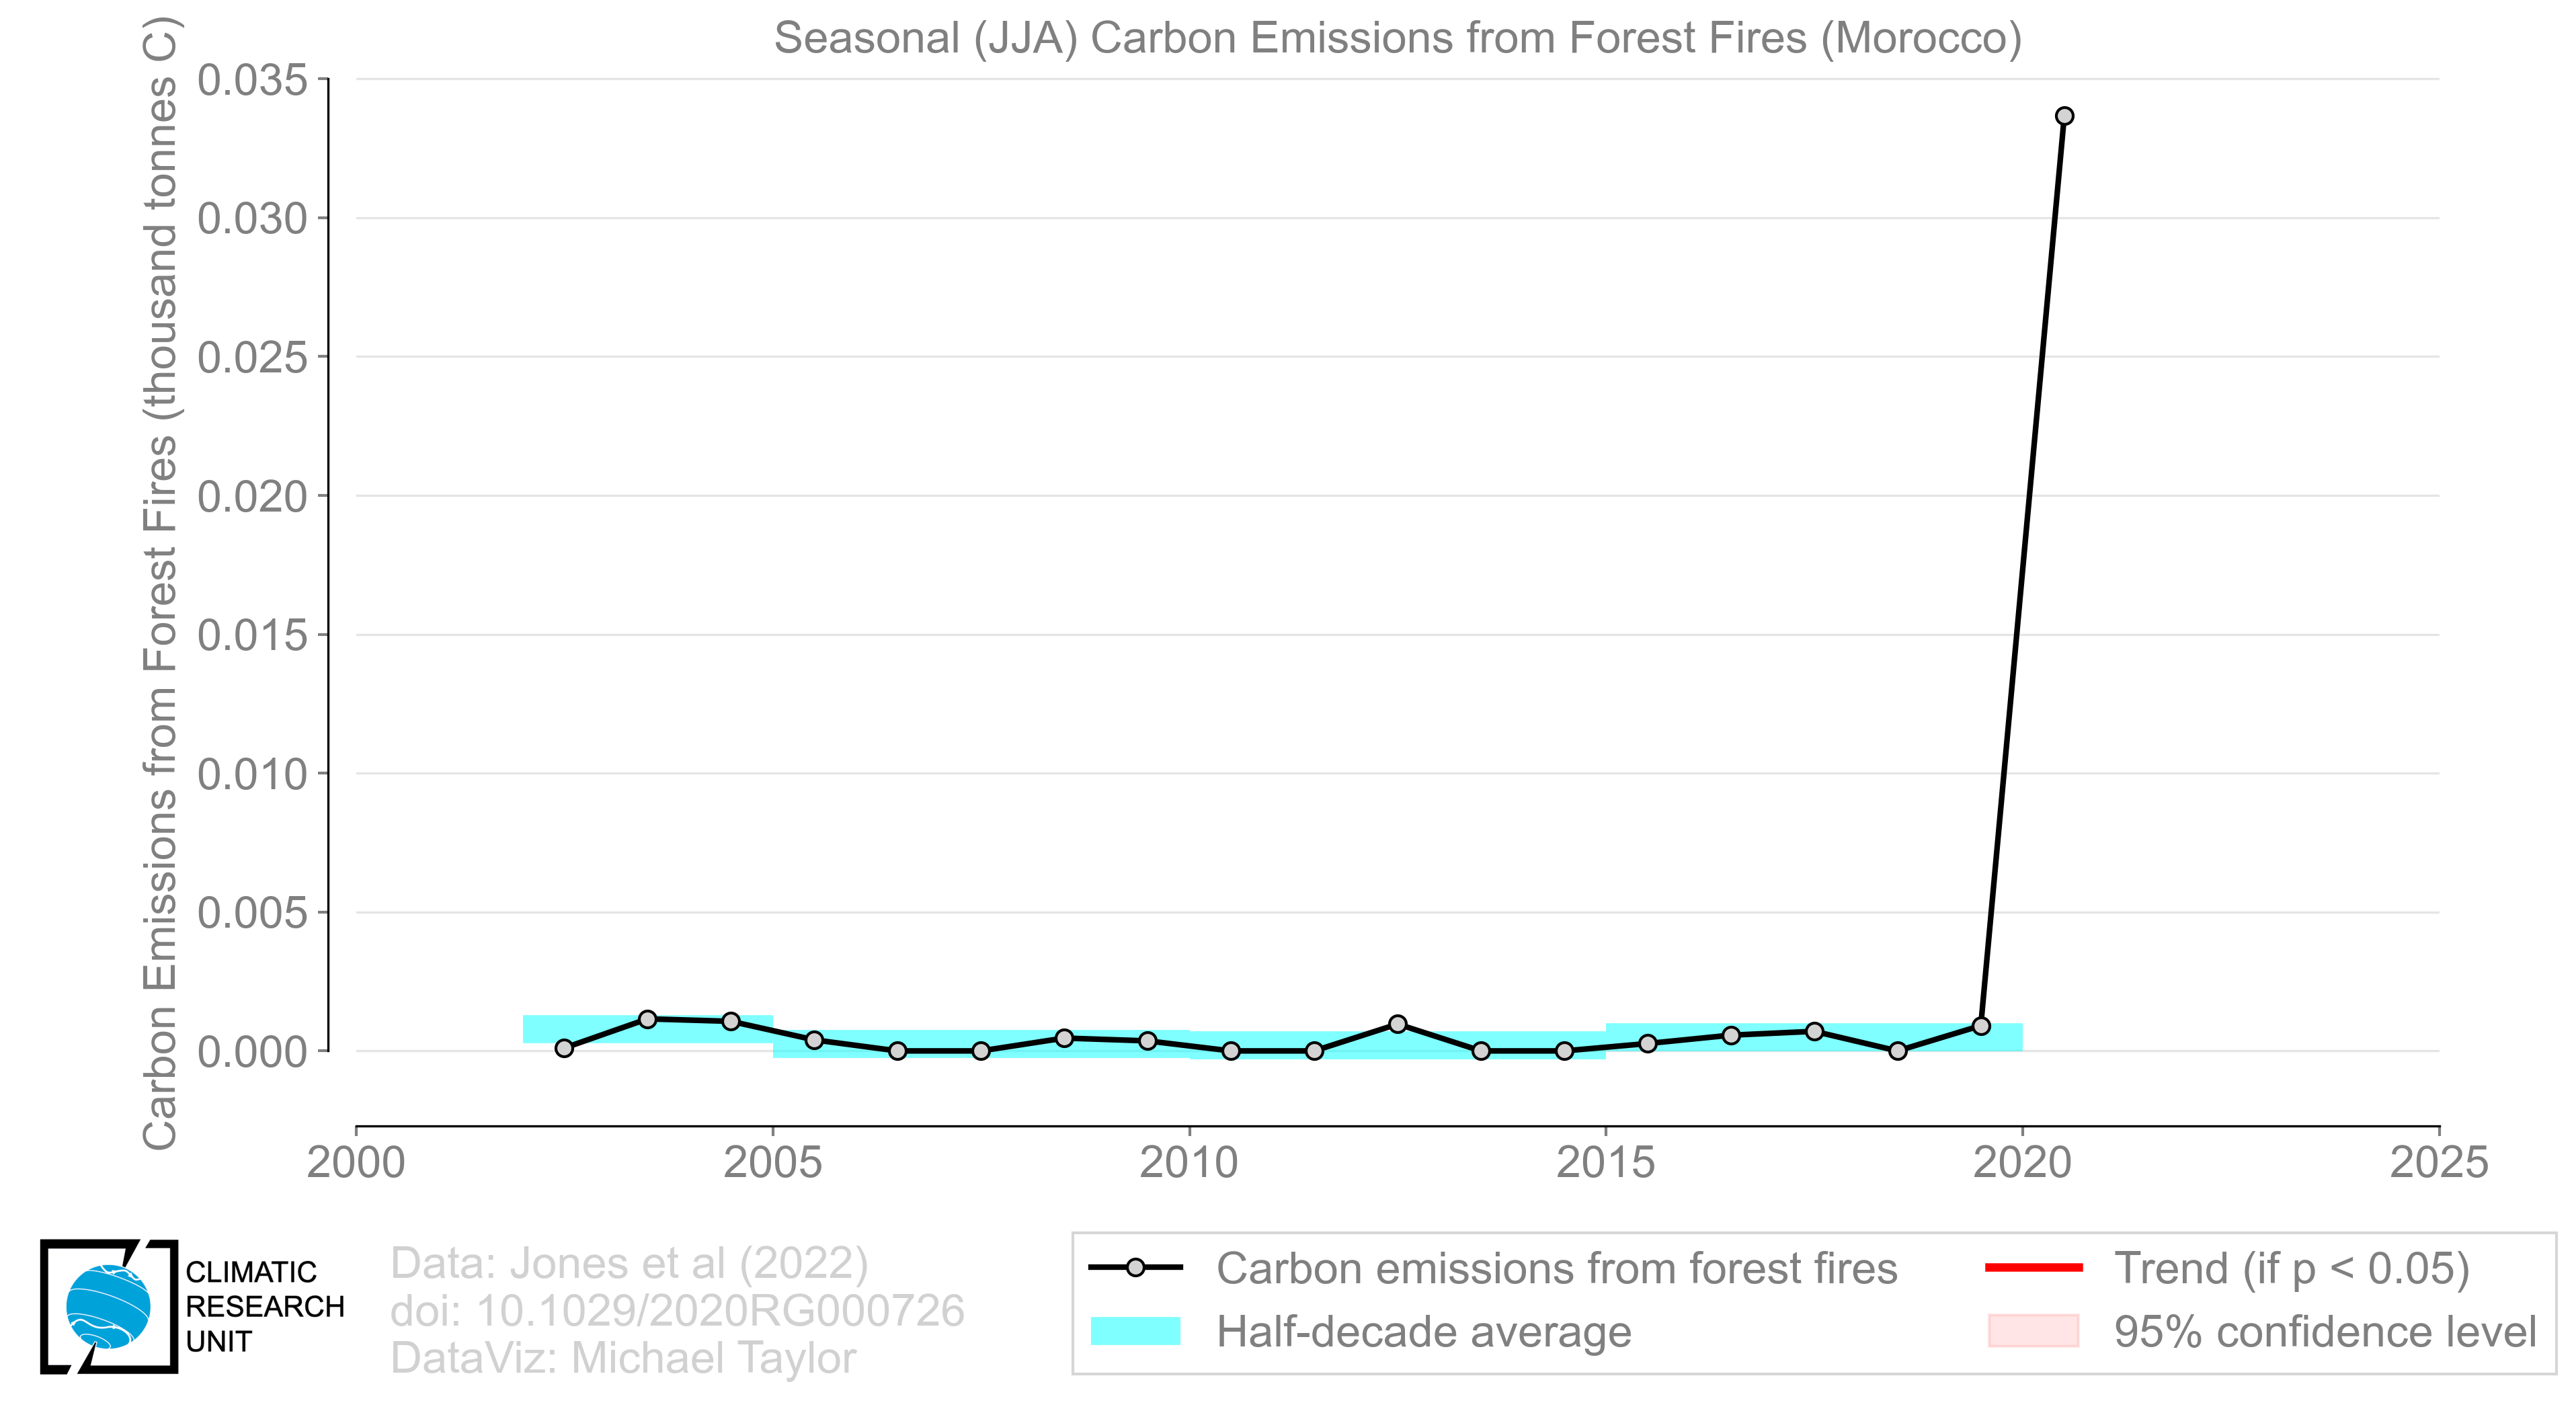 Seasonal (JJA) Carbon Emissions from Forest Fires (Morocco)
Carbon Emissions from Forest Fires (thousand tonnes C)
0.035
0.030
0.025
0.020
0.015
0.010
0.005
0.000
2000 2005 2010 2015 2020 2025
CLIMATIC
RESEARCH
UNIT
Data: Jones et al (2022)
doi: 10.1029/2020RG000726
DataViz: Michael Taylor
Carbon emissions from forest fires
Half-decade average
Trend (if p < 0.05)
95% confidence level